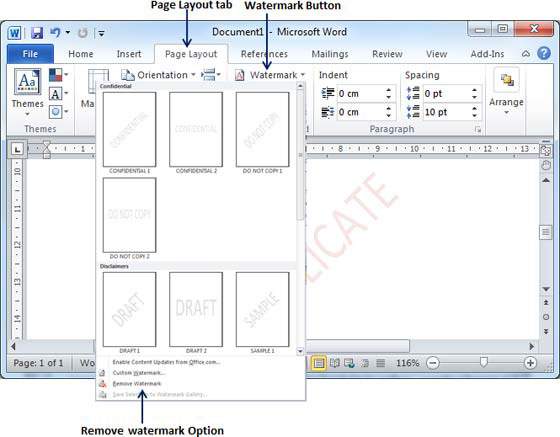 Page Layout tab
Watermark Button
Document1 - Microsoft Word
File Home Insert Page Layout References Mailings Review View Add-Ins
Themes
Themes
Ma
Orientation
Watermark
Indent
Spacing
0 cm
0 pt
0 cm
10 pt
Paragraph
Arrange
Confidential
CONFIDENTIAL
CONFIDENTIAL
DO NOT COPY
CONFIDENTIAL 1
CONFIDENTIAL 2
DO NOT COPY 1
DO NOT COPY
DO NOT COPY 2
Disclaimers
DRAFT
DRAFT
SAMPLE
DRAFT 1
DRAFT 2
SAMPLE 1
LICATE
Enable Content Updates from Office.com...
Custom Watermark...
Remove Watermark
Save Selection to Watermark Gallery...
Page: 1 of 1
Wo
116%
Remove watermark Option